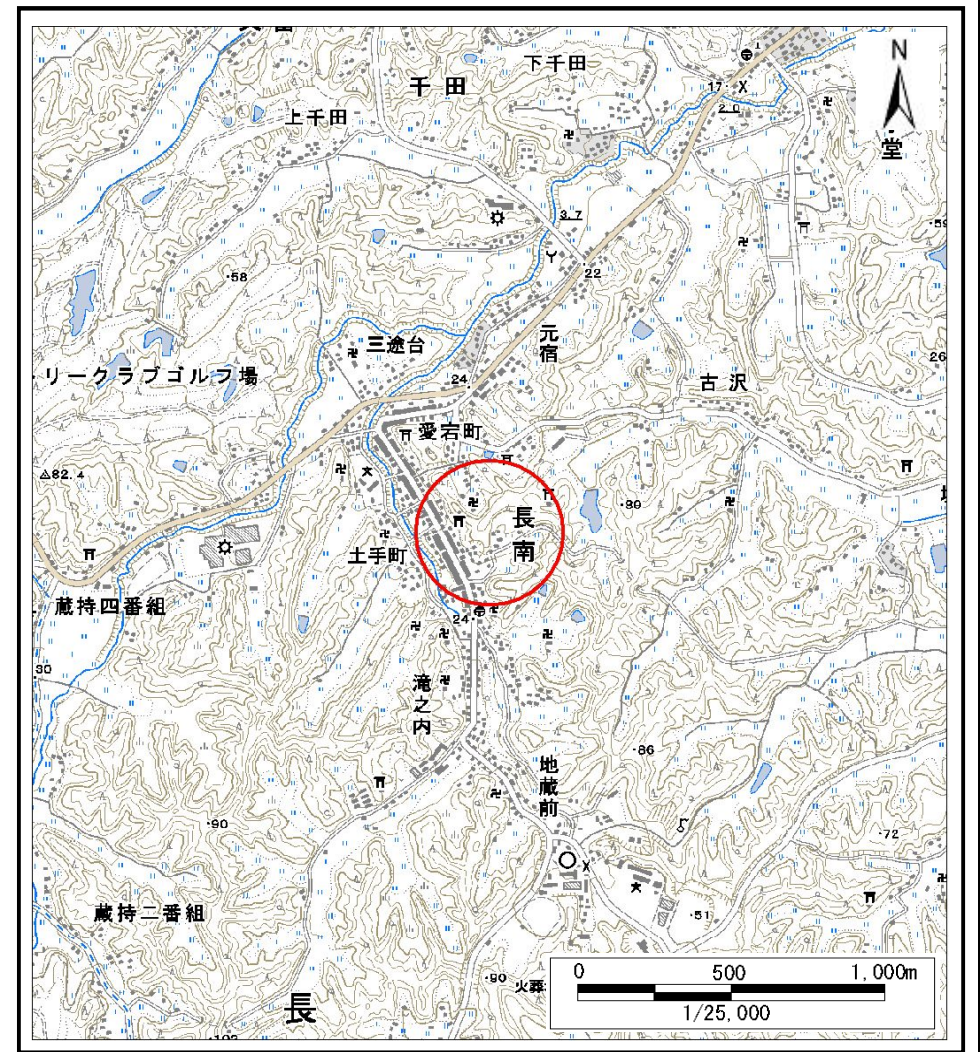 下千田
N
千田
17
20
上千田
堂
3.7
59
22
・58
元宿
三途台
26
リークラブゴルフ場
24
古沢
愛宕町
△82.4
長南
・80
土手町
蔵持四番組
24
30
滝之内
・86
地蔵前
・90
・72
蔵持二番組
・51
・90
火葬
長
0 500 1,000m
1/25,000